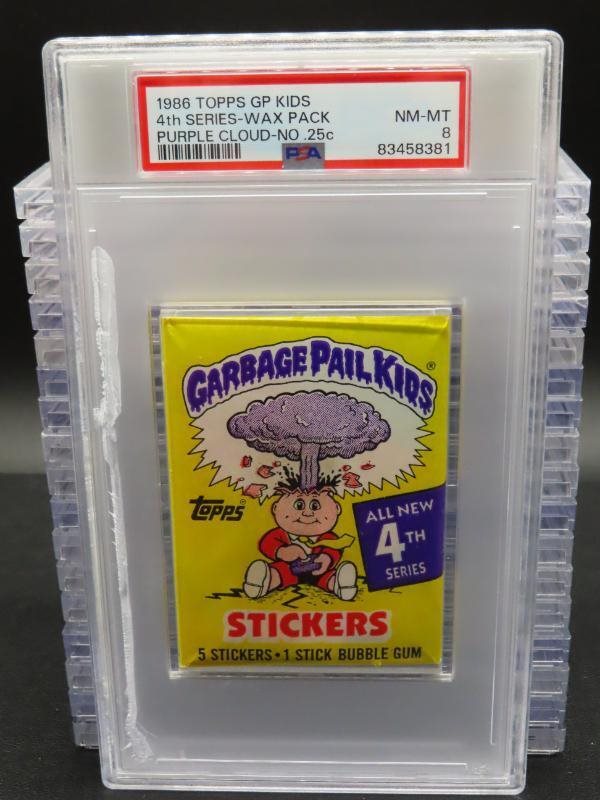 1986 TOPPS GP KIDS
4th SERIES-WAX PACK
PURPLE CLOUD-NO .25c
NM-MT
8
83458381
PSA
GARBAGE PAIL KIDS®
topps®
ALL NEW
4TH
SERIES
STICKERS
5 STICKERS • 1 STICK BUBBLE GUM